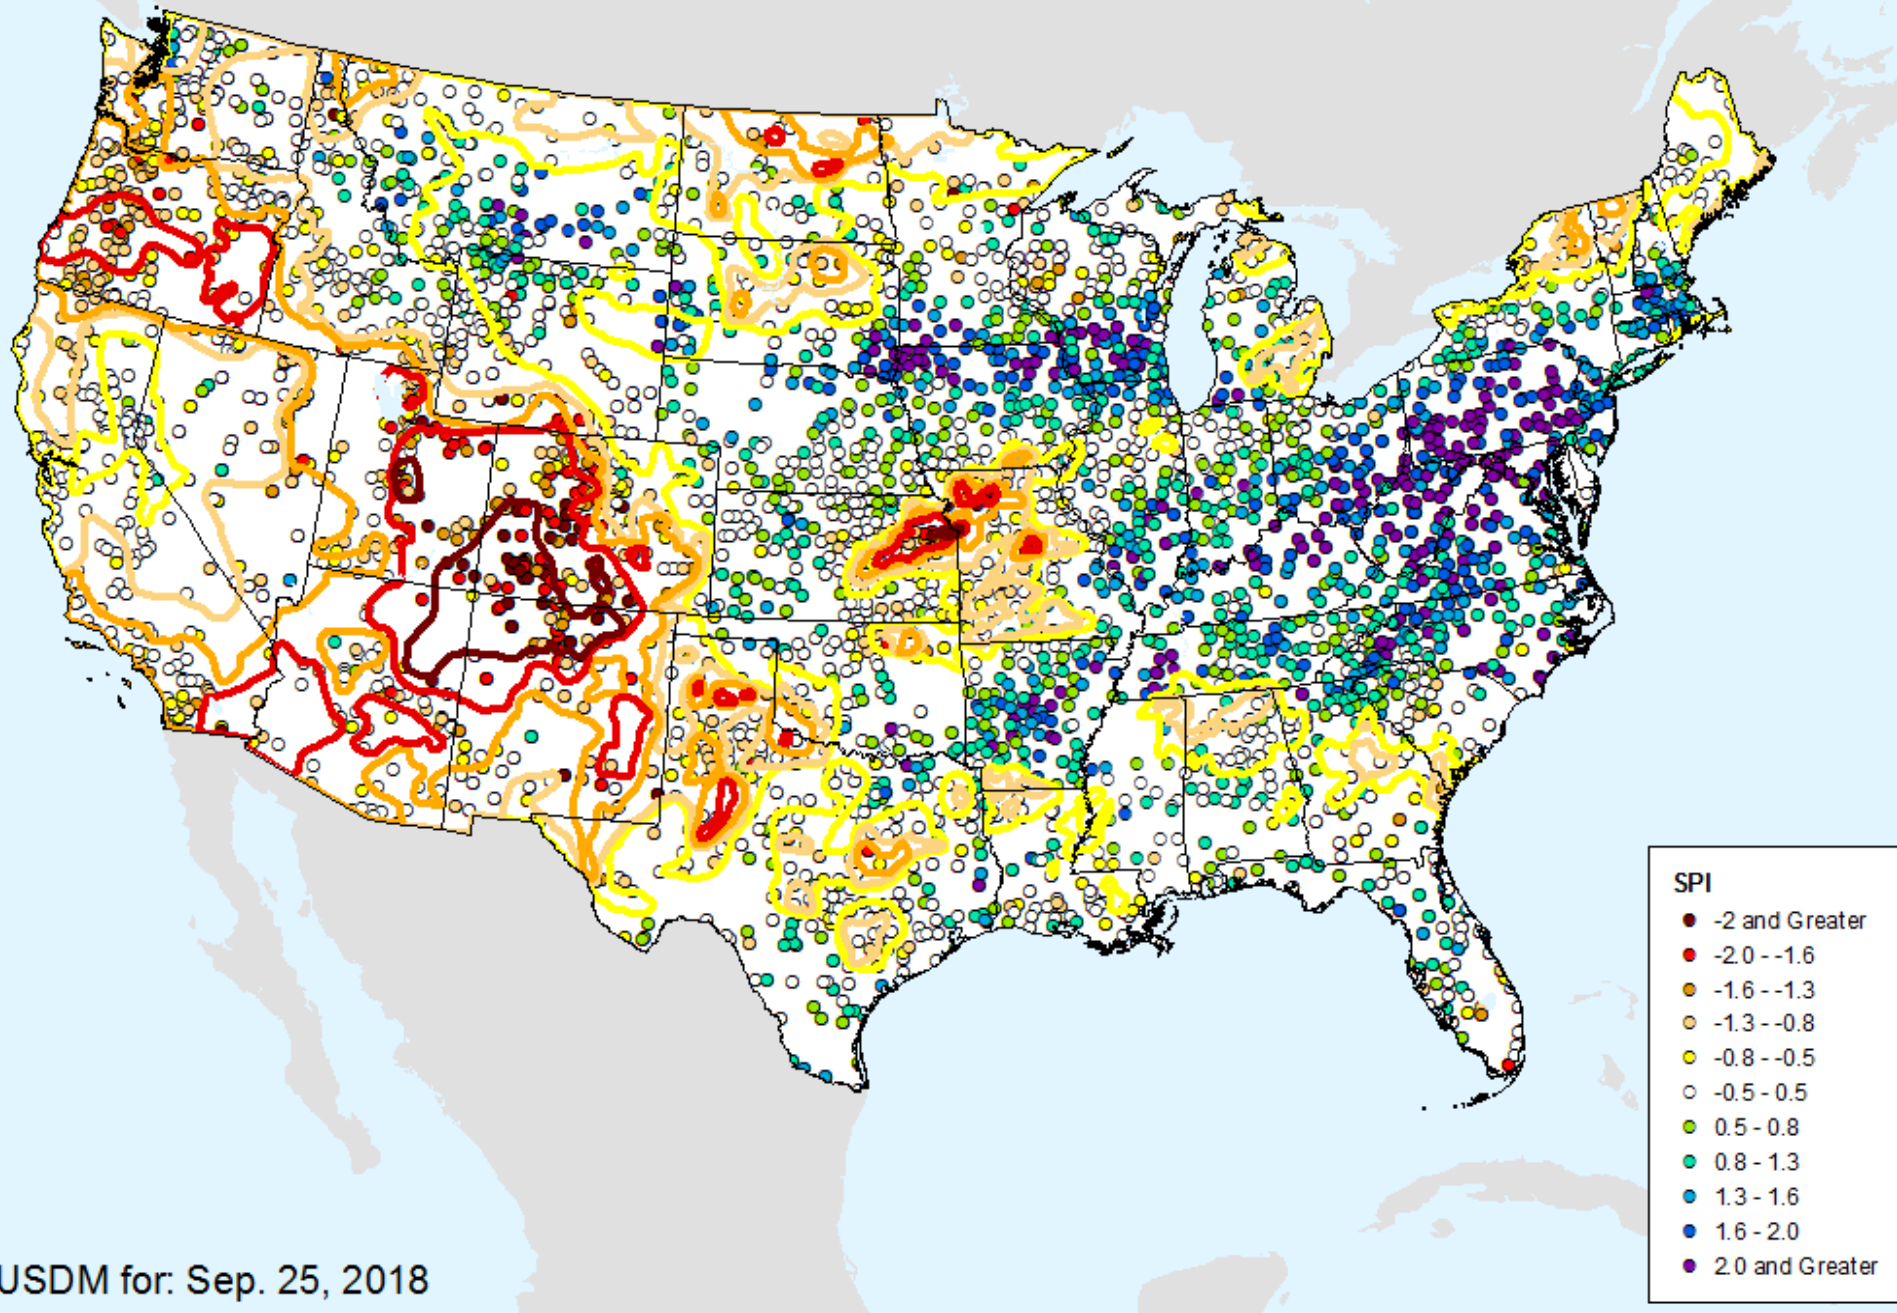 SPI
-2 and Greater
-2.0 - -1.6
-1.6 - -1.3
-1.3 - -0.8
-0.8 - -0.5
-0.5 - 0.5
0.5 - 0.8
0.8 - 1.3
1.3 - 1.6
1.6 - 2.0
2.0 and Greater
USDM for: Sep. 25, 2018